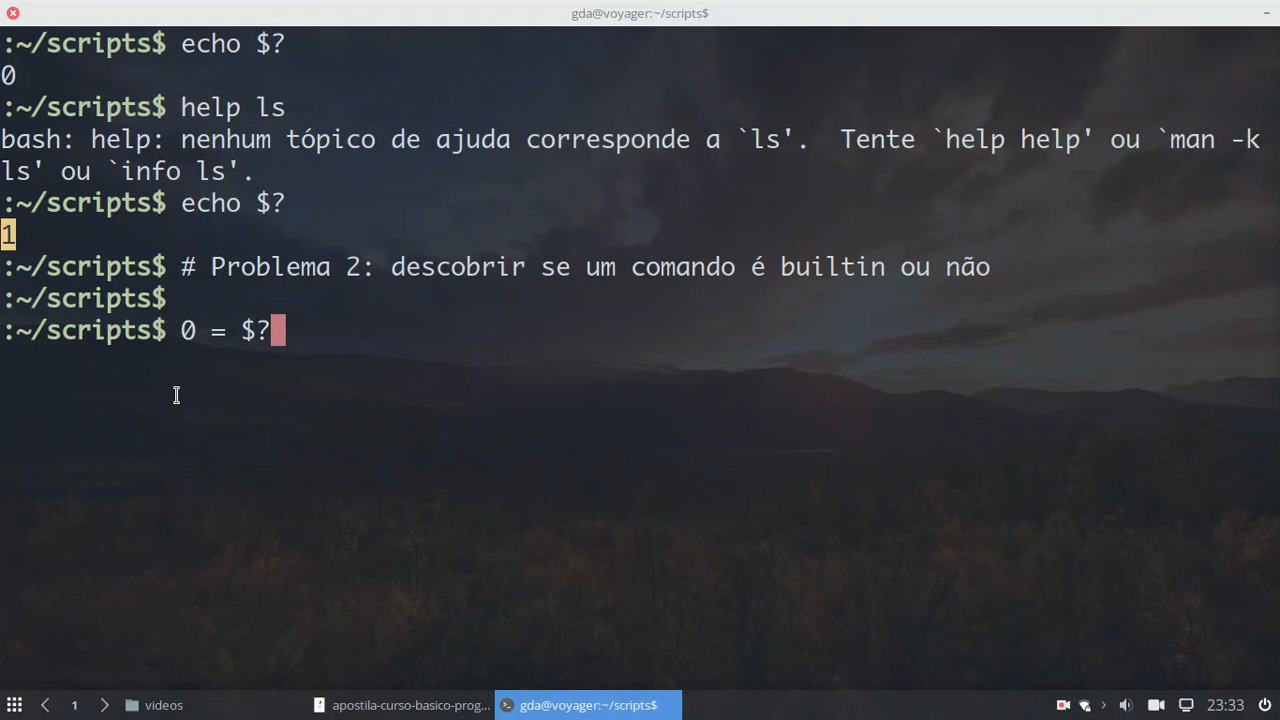 gda@voyager:~/scripts$
:~/scripts$ echo $?
0
:~/scripts$ help ls
bash: help: nenhum tópico de ajuda corresponde a `ls'.  Tente `help help' ou `man -k
ls' ou `info ls'.
:~/scripts$ echo $?
1
:~/scripts$ # Problema 2: descobrir se um comando é builtin ou não
:~/scripts$
:~/scripts$ 0 = $?
1 videos apostila-curso-basico-prog... gda@voyager:~/scripts$ 23:33